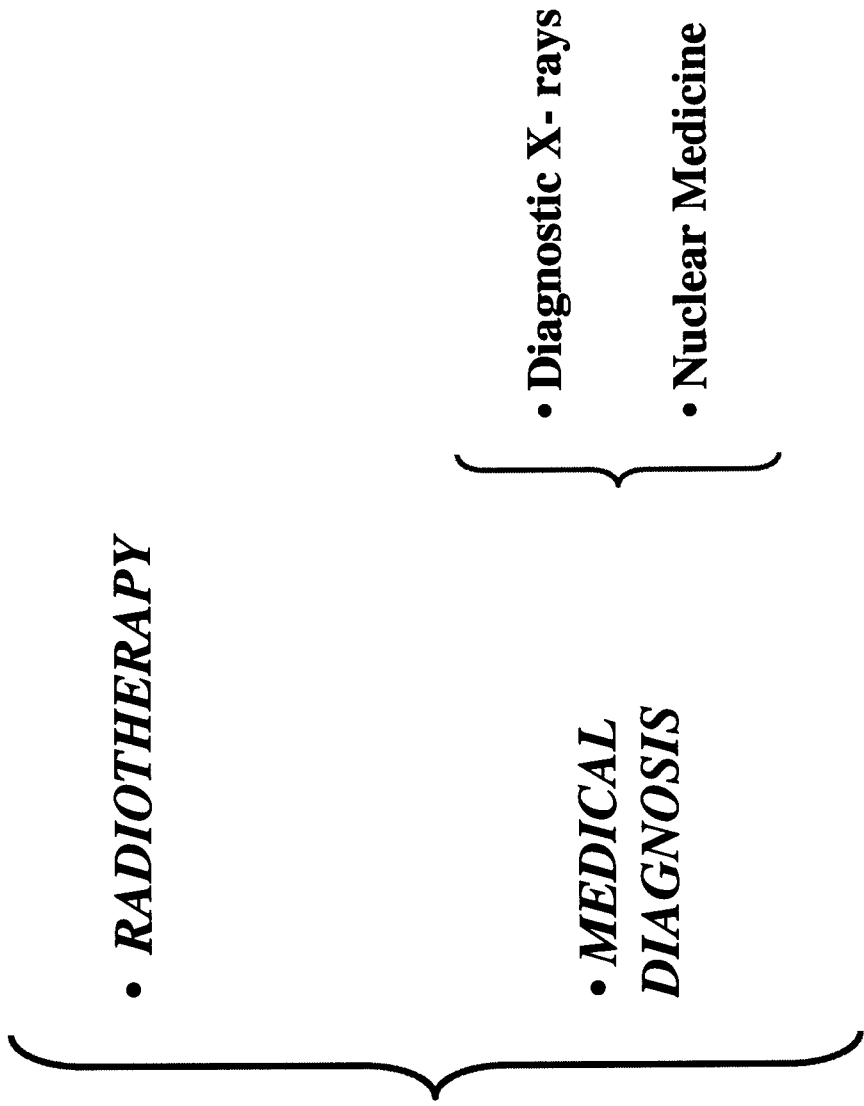 • RADIOTHERAPY
• MEDICAL
DIAGNOSIS
• Diagnostic X- rays
• Nuclear Medicine